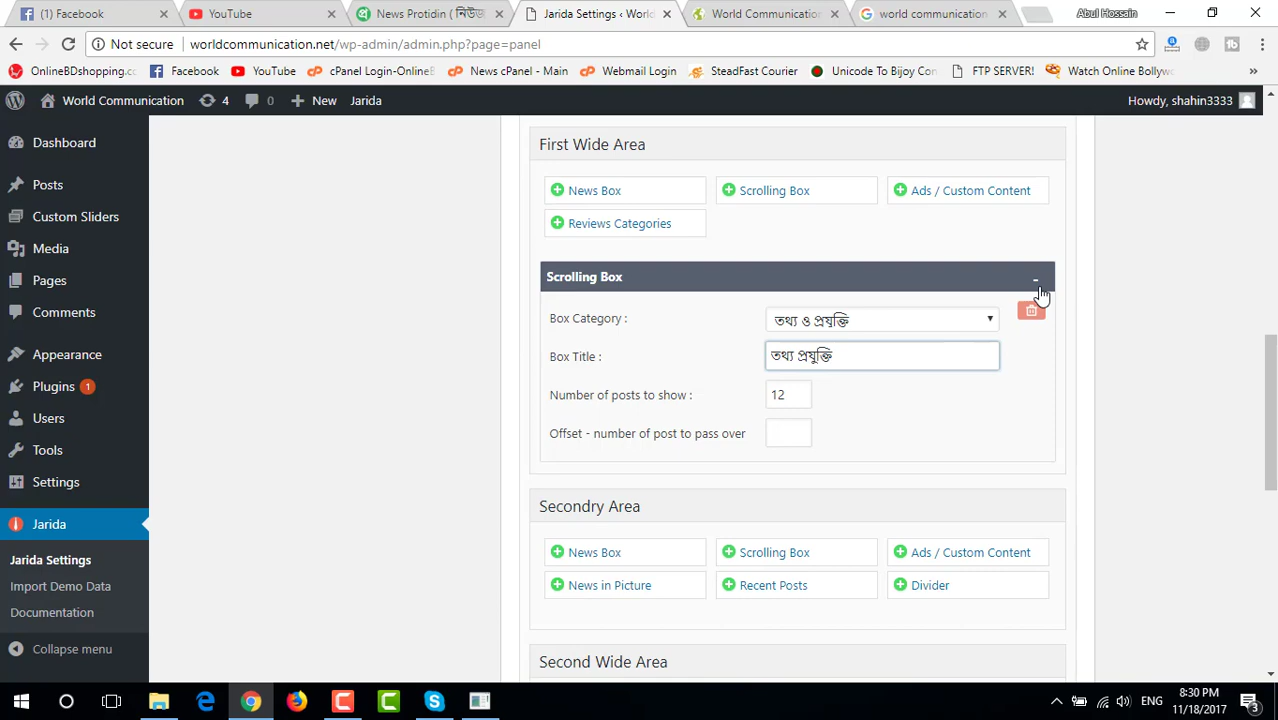 (1) Facebook
YouTube
News Protidin ( নিউজ
Jarida Settings ‹ World
World Communication
world communication
Abul Hossain
Not secure
worldcommunication.net/wp-admin/admin.php?page=panel
OnlineBDshopping.co
Facebook
YouTube
cPanel Login-OnlineB
News cPanel - Main
Webmail Login
SteadFast Courier
Unicode To Bijoy Con
FTP SERVER!
Watch Online Bollyw
World Communication
4
0
New
Jarida
Howdy, shahin3333
Dashboard
Posts
Custom Sliders
Media
Pages
Comments
Appearance
Plugins 1
Users
Tools
Settings
Jarida
Jarida Settings
Import Demo Data
Documentation
Collapse menu
First Wide Area
News Box
Scrolling Box
Ads / Custom Content
Reviews Categories
Scrolling Box
-
Box Category :
তথ্য ও প্রযুক্তি
Box Title :
তথ্য প্রযুক্তি
Number of posts to show :
12
Offset - number of post to pass over
Secondry Area
News Box
Scrolling Box
Ads / Custom Content
News in Picture
Recent Posts
Divider
Second Wide Area
ENG
8:30 PM
11/18/2017
3